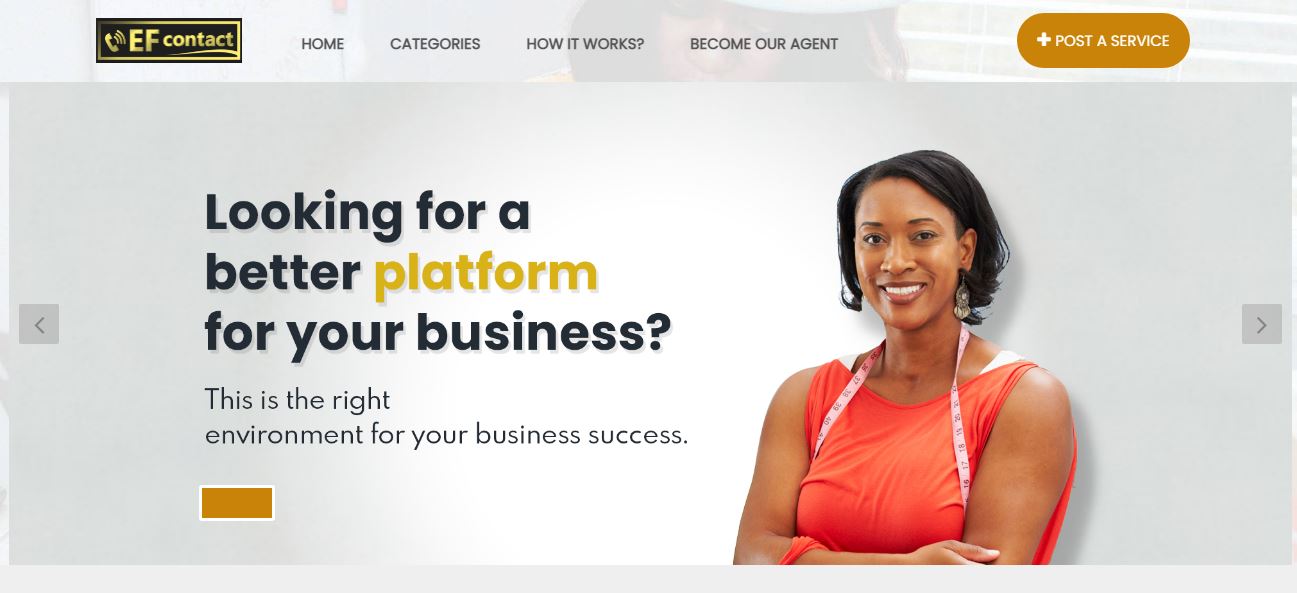 EF contact
HOME
CATEGORIES
HOW IT WORKS?
BECOME OUR AGENT
POST A SERVICE
Looking for a
better platform
for your business?
This is the right
environment for your business success.